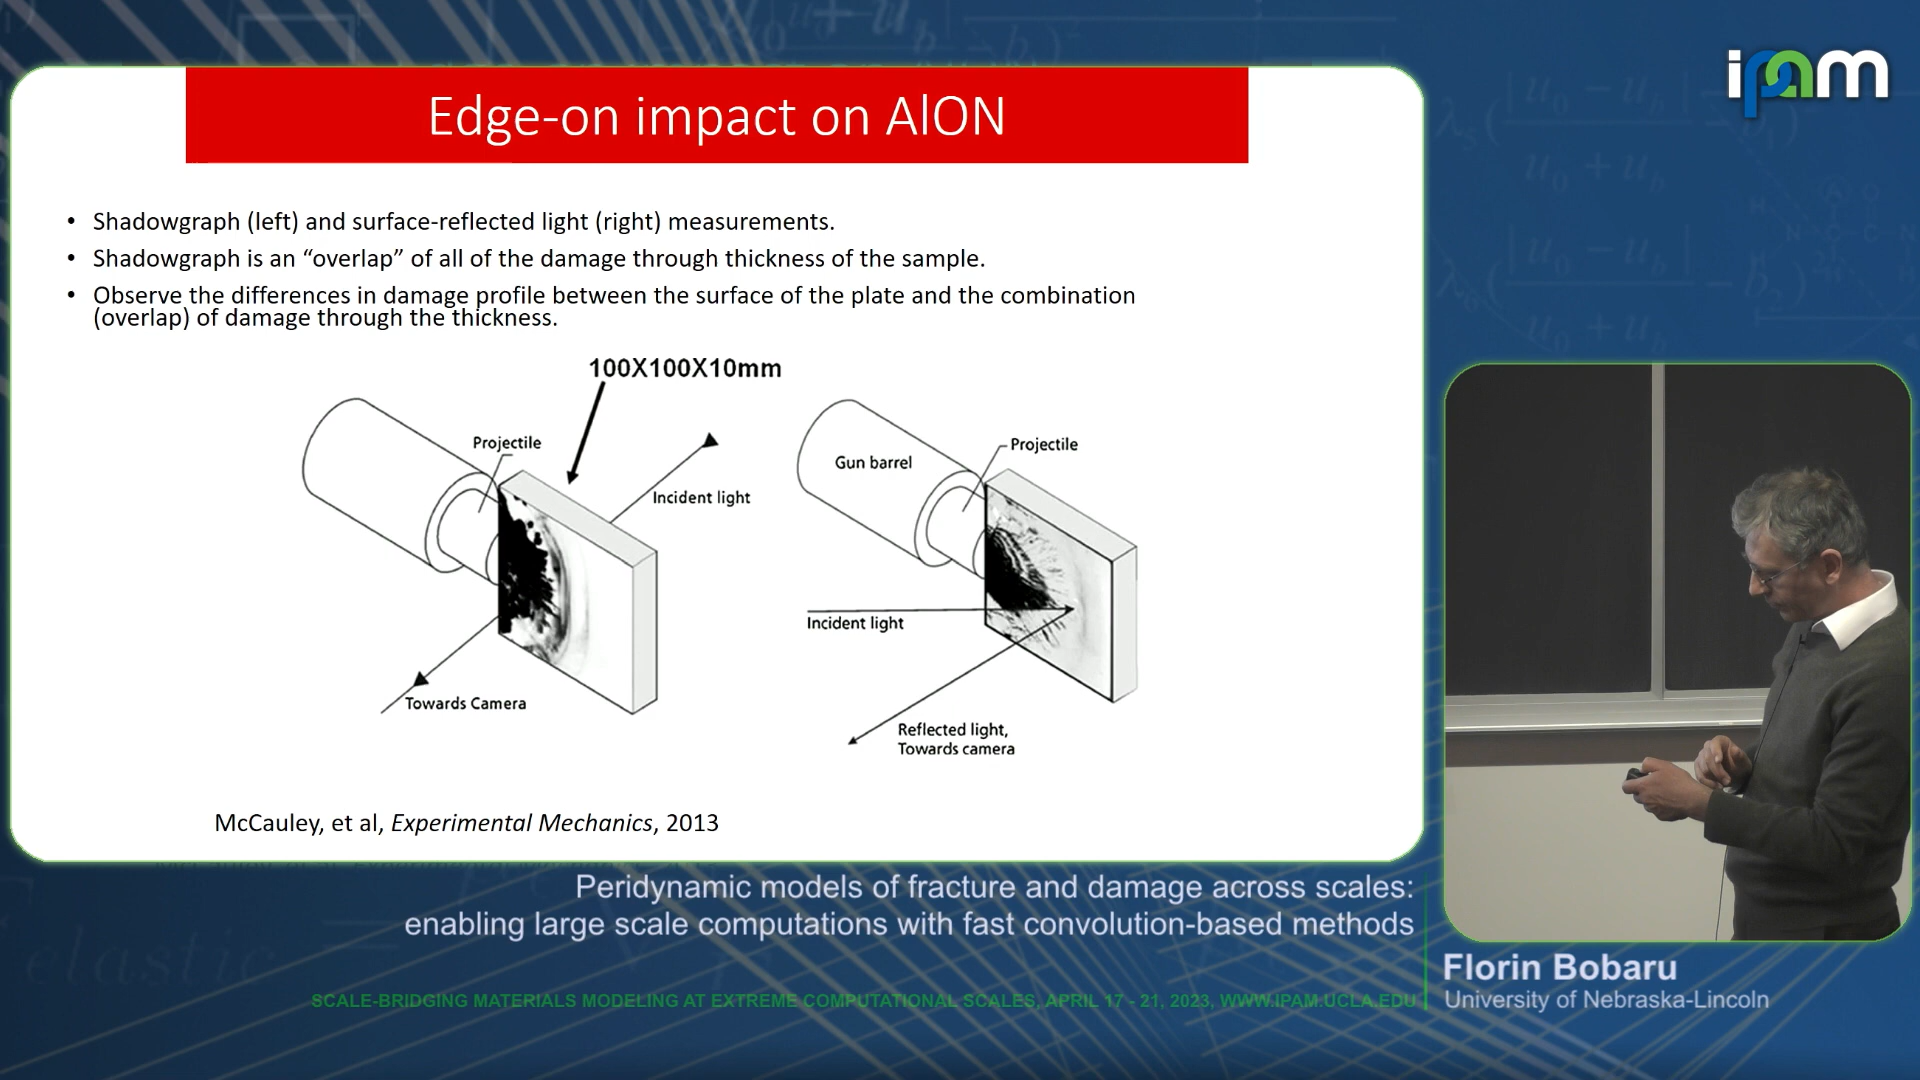 ipam
Edge-on impact on AlON
• Shadowgraph (left) and surface-reflected light (right) measurements.
• Shadowgraph is an “overlap” of all of the damage through thickness of the sample.
• Observe the differences in damage profile between the surface of the plate and the combination
(overlap) of damage through the thickness.
100X100X10mm
Projectile
Incident light
Towards Camera
Gun barrel
Projectile
Incident light
Reflected light,
Towards camera
McCauley, et al, Experimental Mechanics, 2013
Peridynamic models of fracture and damage across scales:
enabling large scale computations with fast convolution-based methods
SCALE-BRIDGING MATERIALS MODELING AT EXTREME COMPUTATIONAL SCALES, APRIL 17 - 21, 2023, WWW.IPAM.UCLA.EDU
Florin Bobaru
University of Nebraska-Lincoln
elastic